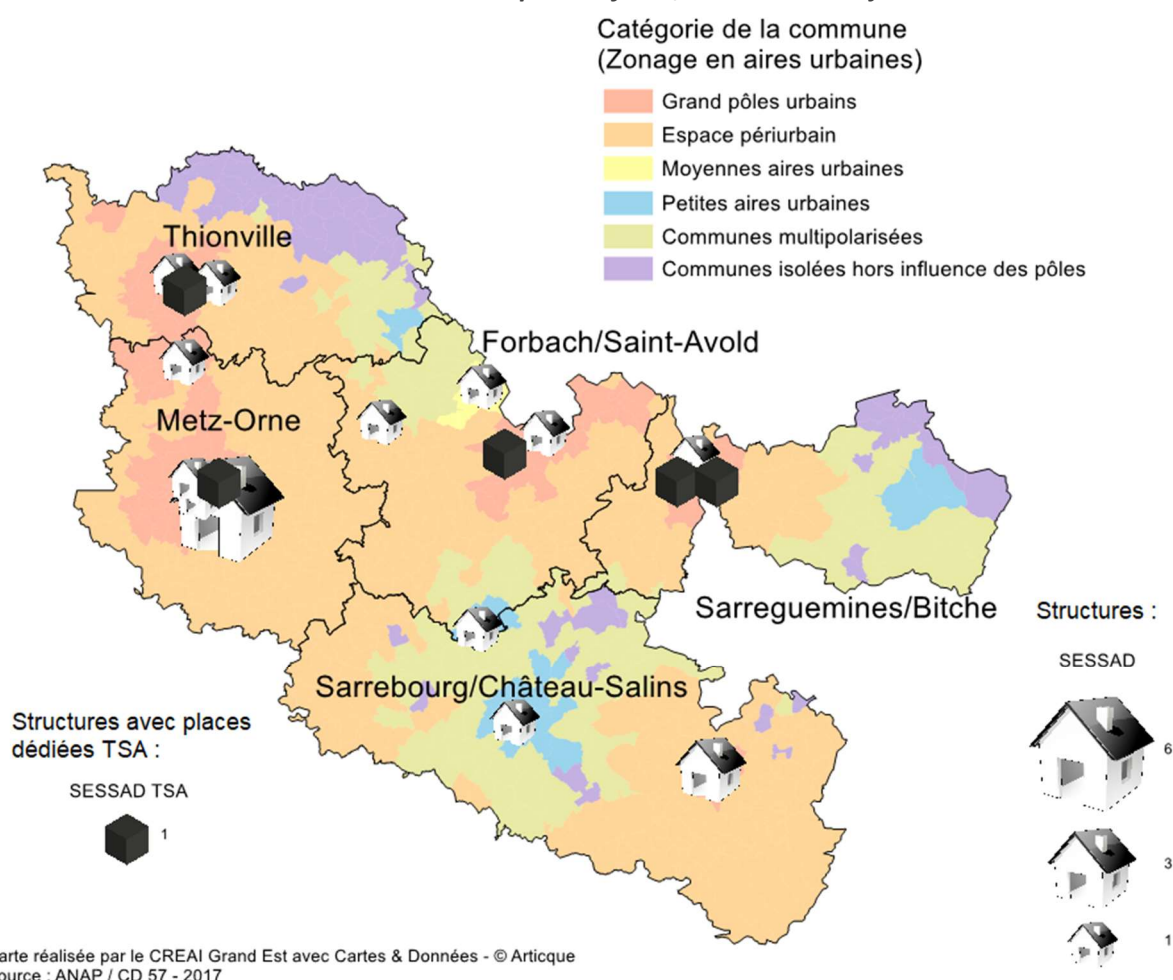 Catégorie de la commune
(Zonage en aires urbaines)
Grand pôles urbains
Espace périurbain
Moyennes aires urbaines
Petites aires urbaines
Communes multipolarisées
Communes isolées hors influence des pôles
Thionville
Forbach/Saint-Avold
Metz-Orne
Sarreguemines/Bitche
Sarrebourg/Château-Salins
Structures avec places
dédiées TSA :
SESSAD TSA
1
Structures :
SESSAD
6
3
1
arte réalisée par le CREAI Grand Est avec Cartes & Données - © Articque
ource : ANAP / CD 57 - 2017